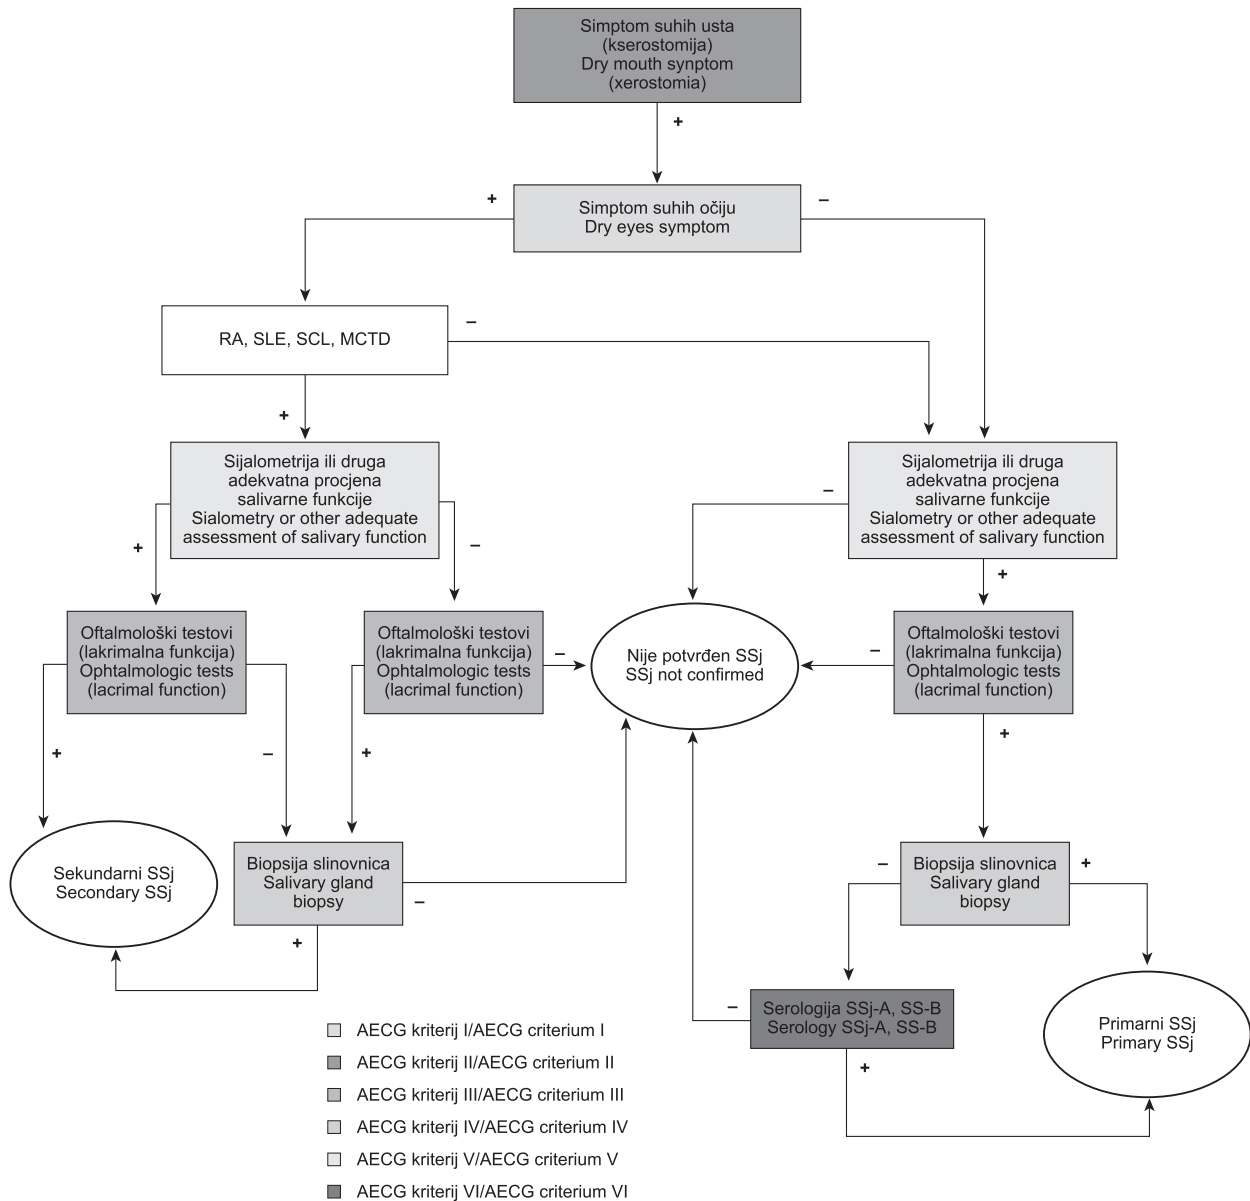 Simptom suhih usta
(kserostomija)
Dry mouth synptom
(xerostomia)
+
+
–
Simptom suhih očiju
Dry eyes symptom
RA, SLE, SCL, MCTD
–
+
Sijalometrija ili druga
adekvatna procjena
salivarne funkcije
Sialometry or other adequate
assessment of salivary function
+
–
Sijalometrija ili druga
adekvatna procjena
salivarne funkcije
Sialometry or other adequate
assessment of salivary function
–
+
Oftalmološki testovi
(lakrimalna funkcija)
Ophtalmologic tests
(lacrimal function)
+
–
Oftalmološki testovi
(lakrimalna funkcija)
Ophtalmologic tests
(lacrimal function)
–
+
Nije potvrđen SSj
SSj not confirmed
Oftalmološki testovi
(lakrimalna funkcija)
Ophtalmologic tests
(lacrimal function)
–
+
Sekundarni SSj
Secondary SSj
Biopsija slinovnica
Salivary gland
biopsy
–
+
Biopsija slinovnica
Salivary gland
biopsy
–
+
Serologija SSj-A, SS-B
Serology SSj-A, SS-B
–
+
Primarni SSj
Primary SSj
AECG kriterij I/AECG criterium I
AECG kriterij II/AECG criterium II
AECG kriterij III/AECG criterium III
AECG kriterij IV/AECG criterium IV
AECG kriterij V/AECG criterium V
AECG kriterij VI/AECG criterium VI